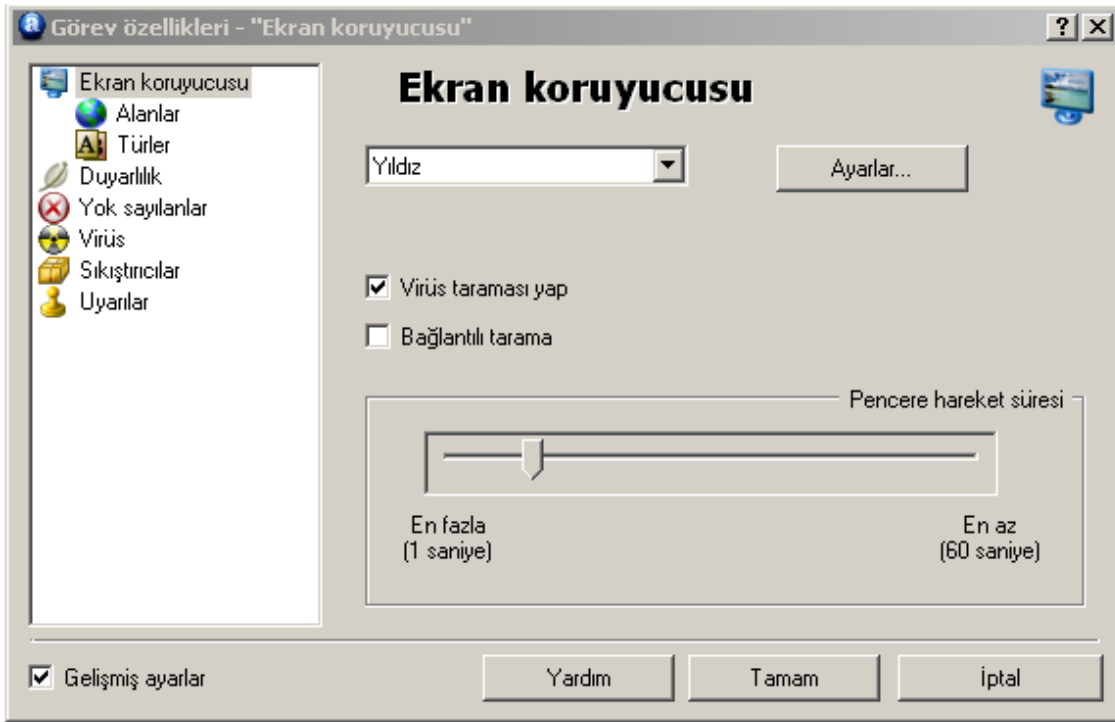 Görev özellikleri - "Ekran koruyucusu"
Ekran koruyucusu
Alanlar
Türler
Duyarlılık
Yok sayılanlar
Virüs
Sıkıştırıcılar
Uyarılar
Ekran koruyucusu
Yıldız
Ayarlar...
Virüs taraması yap
Bağlantılı tarama
Pencere hareket süresi
En fazla
(1 saniye)
En az
(60 saniye)
Gelişmiş ayarlar
Yardım
Tamam
İptal